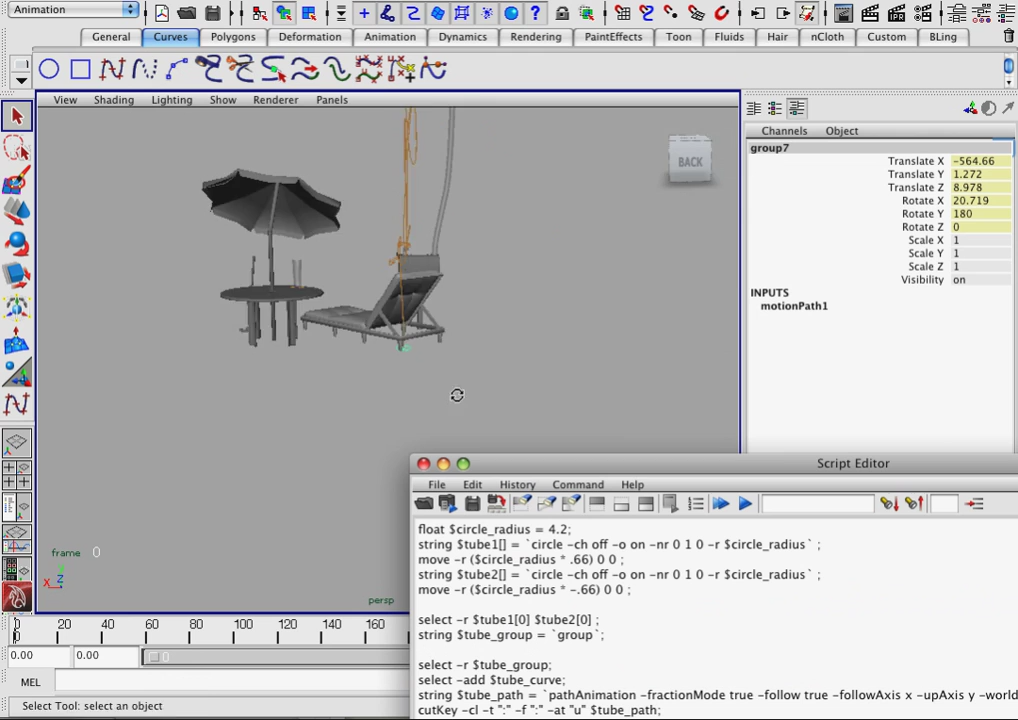 Animation
General Curves Polygons Deformation Animation Dynamics Rendering PaintEffects Toon Fluids Hair nCloth Custom BLing
View Shading Lighting Show Renderer Panels
BACK
frame 0
persp
Channels Object
group7
Translate X -564.66
Translate Y 1.272
Translate Z 8.978
Rotate X 20.719
Rotate Y 180
Rotate Z 0
Scale X 1
Scale Y 1
Scale Z 1
Visibility on
INPUTS
motionPath1
Script Editor
File Edit History Command Help
float $circle_radius = 4.2;
string $tube1[] = `circle -ch off -o on -nr 0 1 0 -r $circle_radius` ;
move -r ($circle_radius * .66) 0 0 ;
string $tube2[] = `circle -ch off -o on -nr 0 1 0 -r $circle_radius` ;
move -r ($circle_radius * -.66) 0 0 ;
select -r $tube1[0] $tube2[0] ;
string $tube_group = `group`;
select -r $tube_group;
select -add $tube_curve;
string $tube_path = `pathAnimation -fractionMode true -follow true -followAxis x -upAxis y -world
cutKey -cl -t ":" -f ":" -at "u" $tube_path;
0 20 40 60 80 100 120 140 160
0.00 0.00 0
MEL
Select Tool: select an object